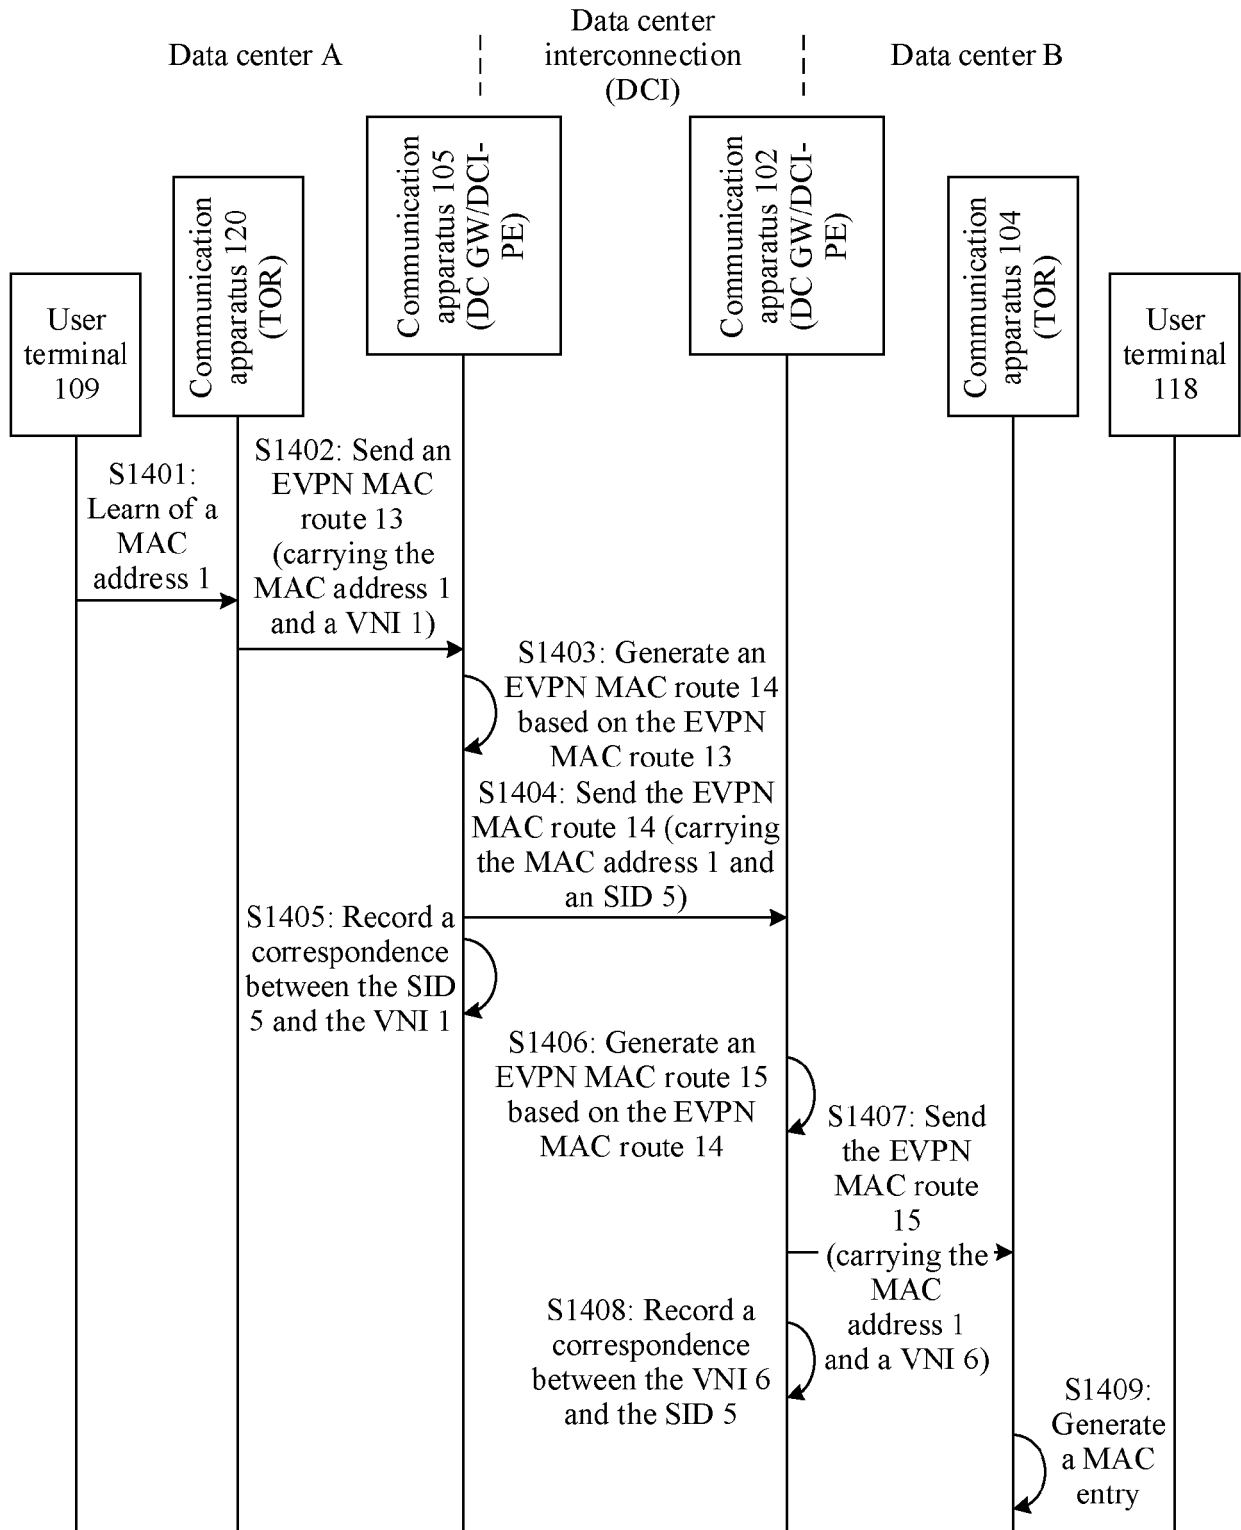 Data center A
Data center
interconnection
(DCI)
Data center B
User
terminal
109
Communication
apparatus 120
(TOR)
Communication
apparatus 105
(DC GW/DCI-
PE)
Communication
apparatus 102
(DC GW/DCI-
PE)
Communication
apparatus 104
(TOR)
User
terminal
118
S1401:
Learn of a
MAC
address 1
S1402: Send an
EVPN MAC
route 13
(carrying the
MAC address 1
and a VNI 1)
S1403: Generate an
EVPN MAC route 14
based on the EVPN
MAC route 13
S1404: Send the EVPN
MAC route 14 (carrying
the MAC address 1 and
an SID 5)
S1405: Record a
correspondence
between the SID
5 and the VNI 1
S1406: Generate an
EVPN MAC route 15
based on the EVPN
MAC route 14
S1407: Send
the EVPN
MAC route
15
(carrying the
MAC
address 1
and a VNI 6)
S1408: Record a
correspondence
between the VNI 6
and the SID 5
S1409:
Generate
a MAC
entry